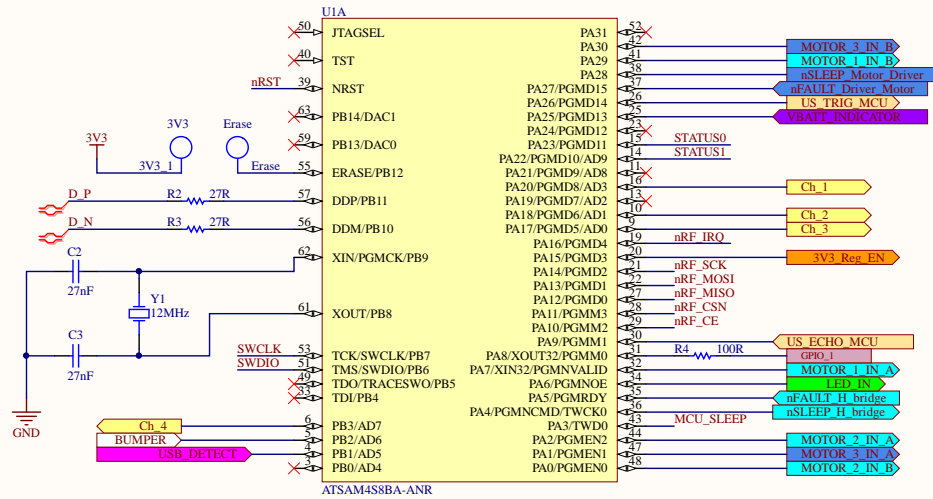 U1A
50 JTAGSEL PA31 52
PA30 42 MOTOR_3_IN_B
40 TST PA29 41 MOTOR_1_IN_B
PA28 38 nSLEEP_Motor_Driver
nRST 39 NRST PA27/PGMD15 37 nFAULT_Driver_Motor
PA26/PGMD14 26 US_TRIG_MCU
63 PB14/DAC1 PA25/PGMD13 25 VBATT_INDICATOR
PA24/PGMD12 23
3V3 3V3 Erase 59 PB13/DAC0 PA23/PGMD11 15 STATUS0
PA22/PGMD10/AD9 14 STATUS1
3V3_1 Erase 55 ERASE/PB12 PA21/PGMD9/AD8 11
PA20/PGMD8/AD3 16 Ch_1
D_P R2 27R 57 DDP/PB11 PA19/PGMD7/AD2 13
PA18/PGMD6/AD1 10 Ch_2
D_N R3 27R 56 DDM/PB10 PA17/PGMD5/AD0 9 Ch_3
PA16/PGMD4 19 nRF_IRQ
C2 27nF 62 XIN/PGMCK/PB9 PA15/PGMD3 20 3V3_Reg_EN
PA14/PGMD2 21 nRF_SCK
PA13/PGMD1 22 nRF_MOSI
Y1 12MHz PA12/PGMD0 27 nRF_MISO
61 XOUT/PB8 PA11/PGMM3 28 nRF_CSN
PA10/PGMM2 29 nRF_CE
C3 27nF PA9/PGMM1 30 US_ECHO_MCU
SWCLK 53 TCK/SWCLK/PB7 PA8/XOUT32/PGMM0 31 R4 100R GPIO_1
SWDIO 51 TMS/SWDIO/PB6 PA7/XIN32/PGMNVALID 32 MOTOR_1_IN_A
49 TDO/TRACESWO/PB5 PA6/PGMNOE 34 LED_IN
33 TDI/PB4 PA5/PGMRDY 35 nFAULT_H_bridge
PA4/PGMNCMD/TWCK0 36 nSLEEP_H_bridge
GND
Ch_4 6 PB3/AD7 PA3/TWD0 43 MCU_SLEEP
BUMPER 5 PB2/AD6 PA2/PGMEN2 44 MOTOR_2_IN_A
USB_DETECT 4 PB1/AD5 PA1/PGMEN1 47 MOTOR_3_IN_A
3 PB0/AD4 PA0/PGMEN0 48 MOTOR_2_IN_B
ATSAM4S8BA-ANR